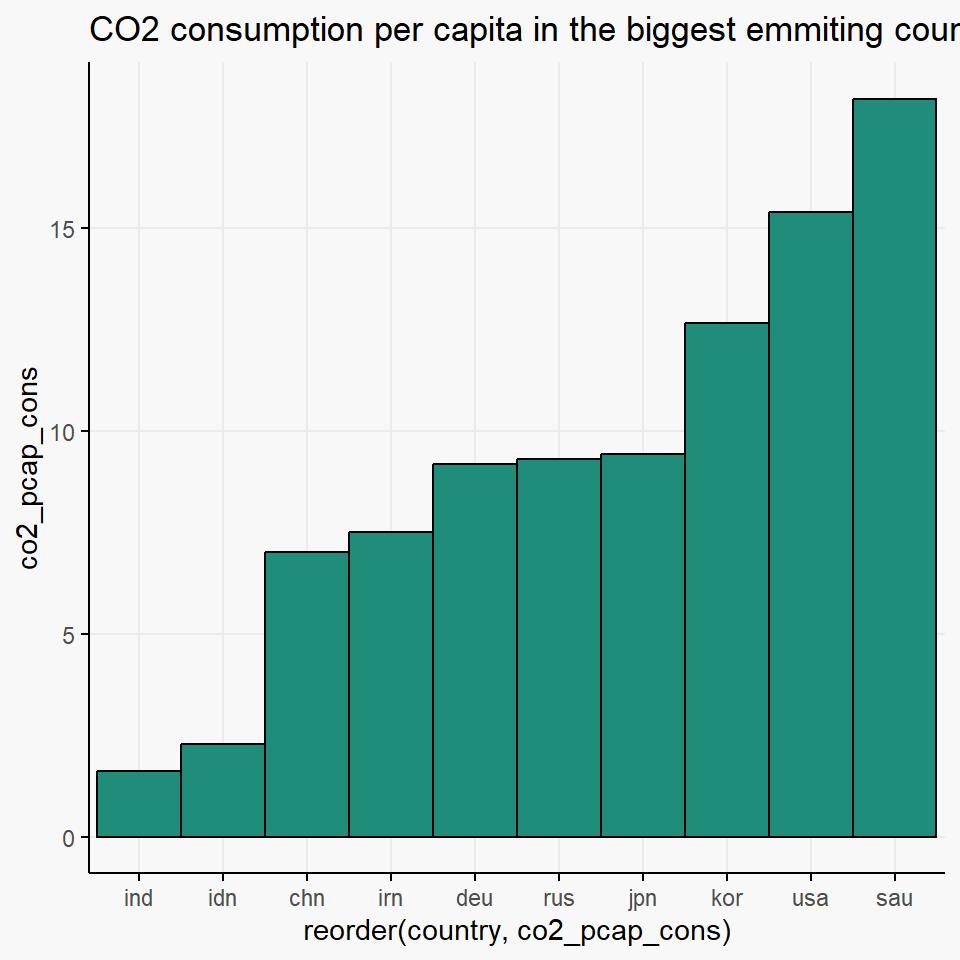 CO2 consumption per capita in the biggest emmiting cour
co2_pcap_cons
15
10
5
0
ind idn chn irn deu rus jpn kor usa sau
reorder(country, co2_pcap_cons)